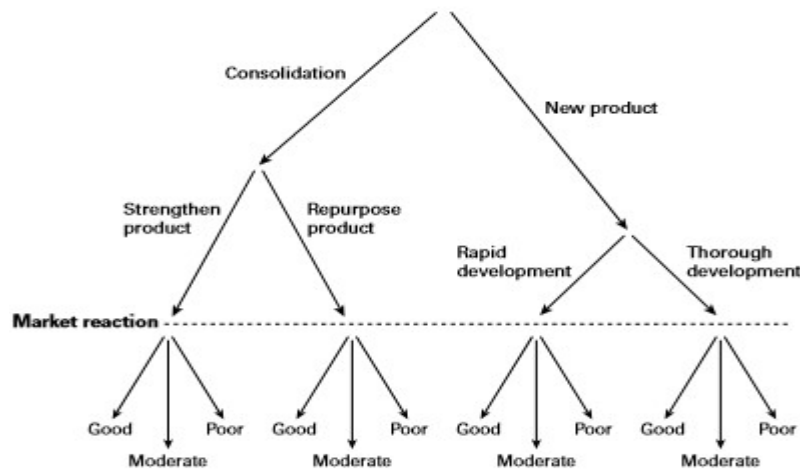 Consolidation
New product
Strengthen
product
Repurpose
product
Rapid
development
Thorough
development
Market reaction
Good
Poor
Good
Poor
Good
Poor
Good
Poor
Moderate
Moderate
Moderate
Moderate